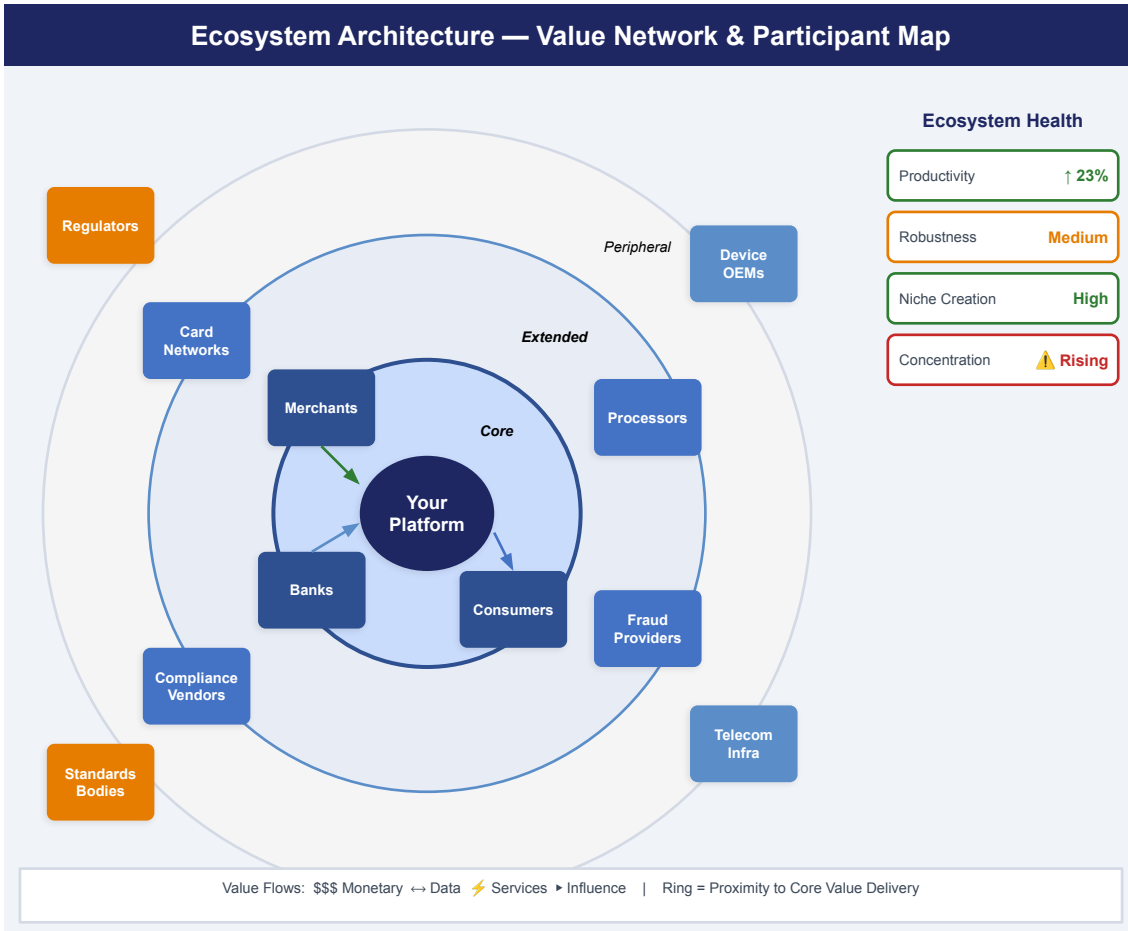 Ecosystem Architecture — Value Network & Participant Map
Ecosystem Health
Productivity ↑ 23%
Robustness Medium
Niche Creation High
Concentration ⚠️ Rising
Regulators
Peripheral
Device
OEMs
Card
Networks
Extended
Merchants
Core
Processors
Your
Platform
Banks
Consumers
Fraud
Providers
Compliance
Vendors
Telecom
Infra
Standards
Bodies
Value Flows: $$$ Monetary ↔ Data ⚡ Services ▸ Influence | Ring = Proximity to Core Value Delivery